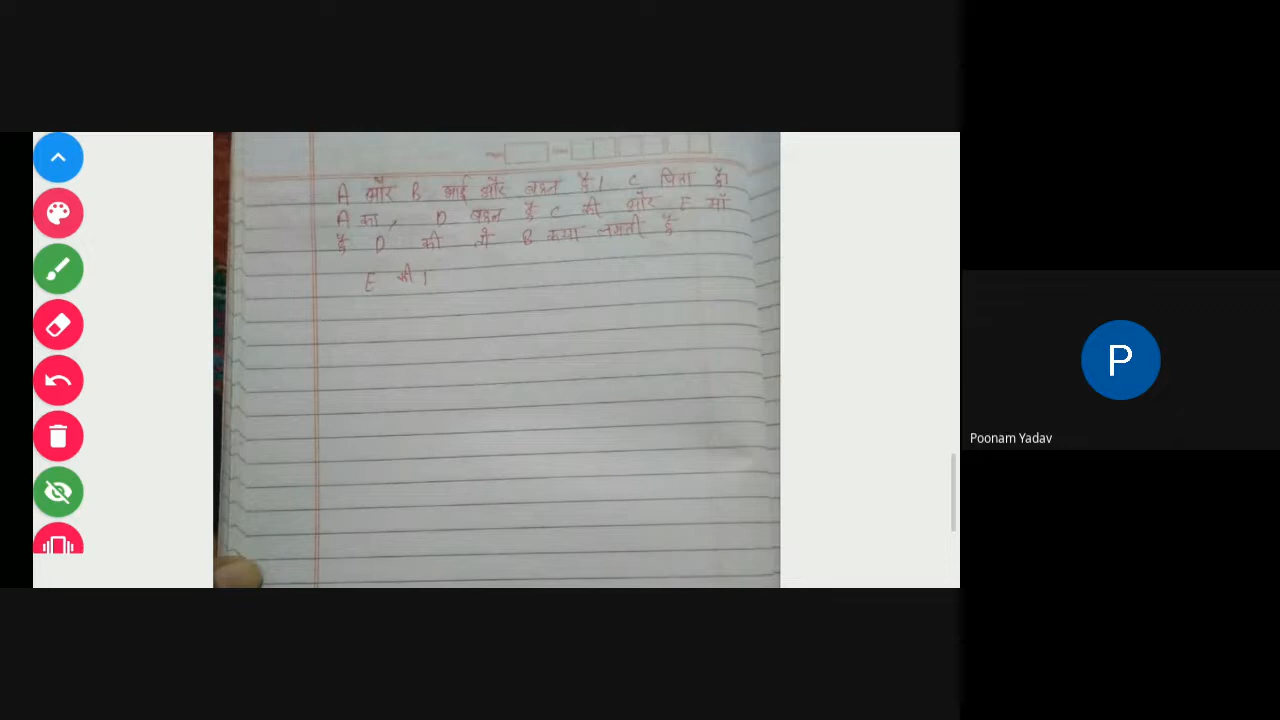 A और B भाई और बहन है। C पिता है।
A का, D बहन है C की और E माँ
है D की तो B क्या लगती है
E की।
P
Poonam Yadav